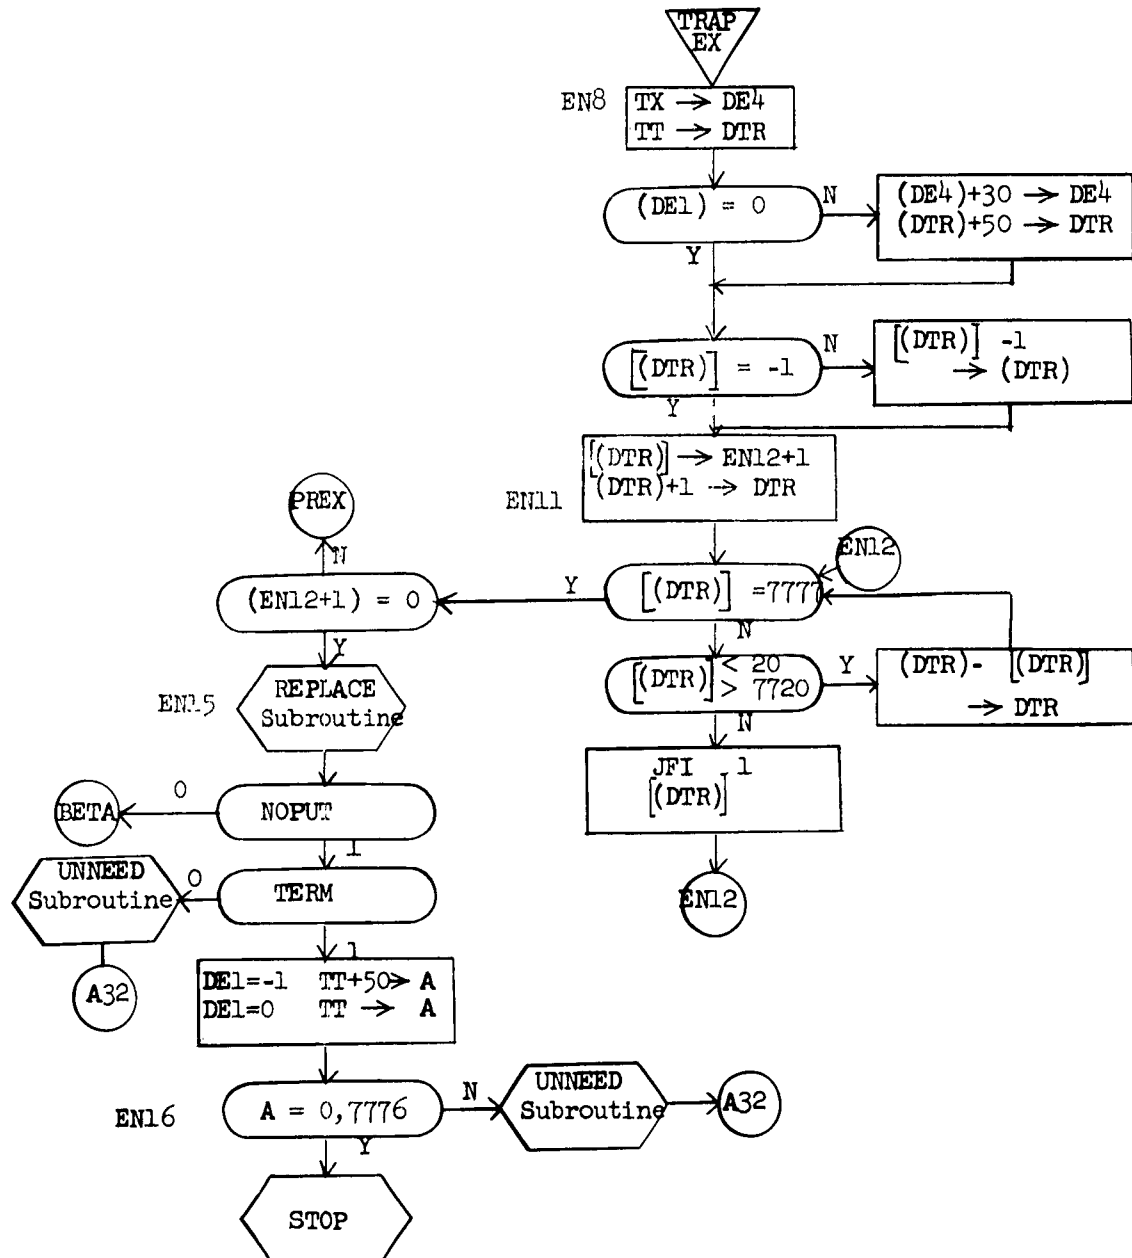 TRAP
EX
EN8
TX → DE4
TT → DTR
(DE1) = 0
N
(DE4)+30 → DE4
(DTR)+50 → DTR
Y
[(DTR)] = -1
N
[(DTR)] -1
→ (DTR)
Y
EN11
[(DTR)] → EN12+1
(DTR)+1 → DTR
PREX
N
EN12
(EN12+1) = 0
Y
[(DTR)] =7777
Y
N
EN15
REPLACE
Subroutine
[(DTR)] < 20
> 7720
Y
(DTR)- [(DTR)]
→ DTR
N
JFI 1
[(DTR)]
EN12
BETA
0
NOPUT
1
UNNEED
Subroutine
0
TERM
1
A32
DE1=-1 TT+50→ A
DE1=0 TT → A
EN16
A = 0,7776
N
UNNEED
Subroutine
A32
Y
STOP